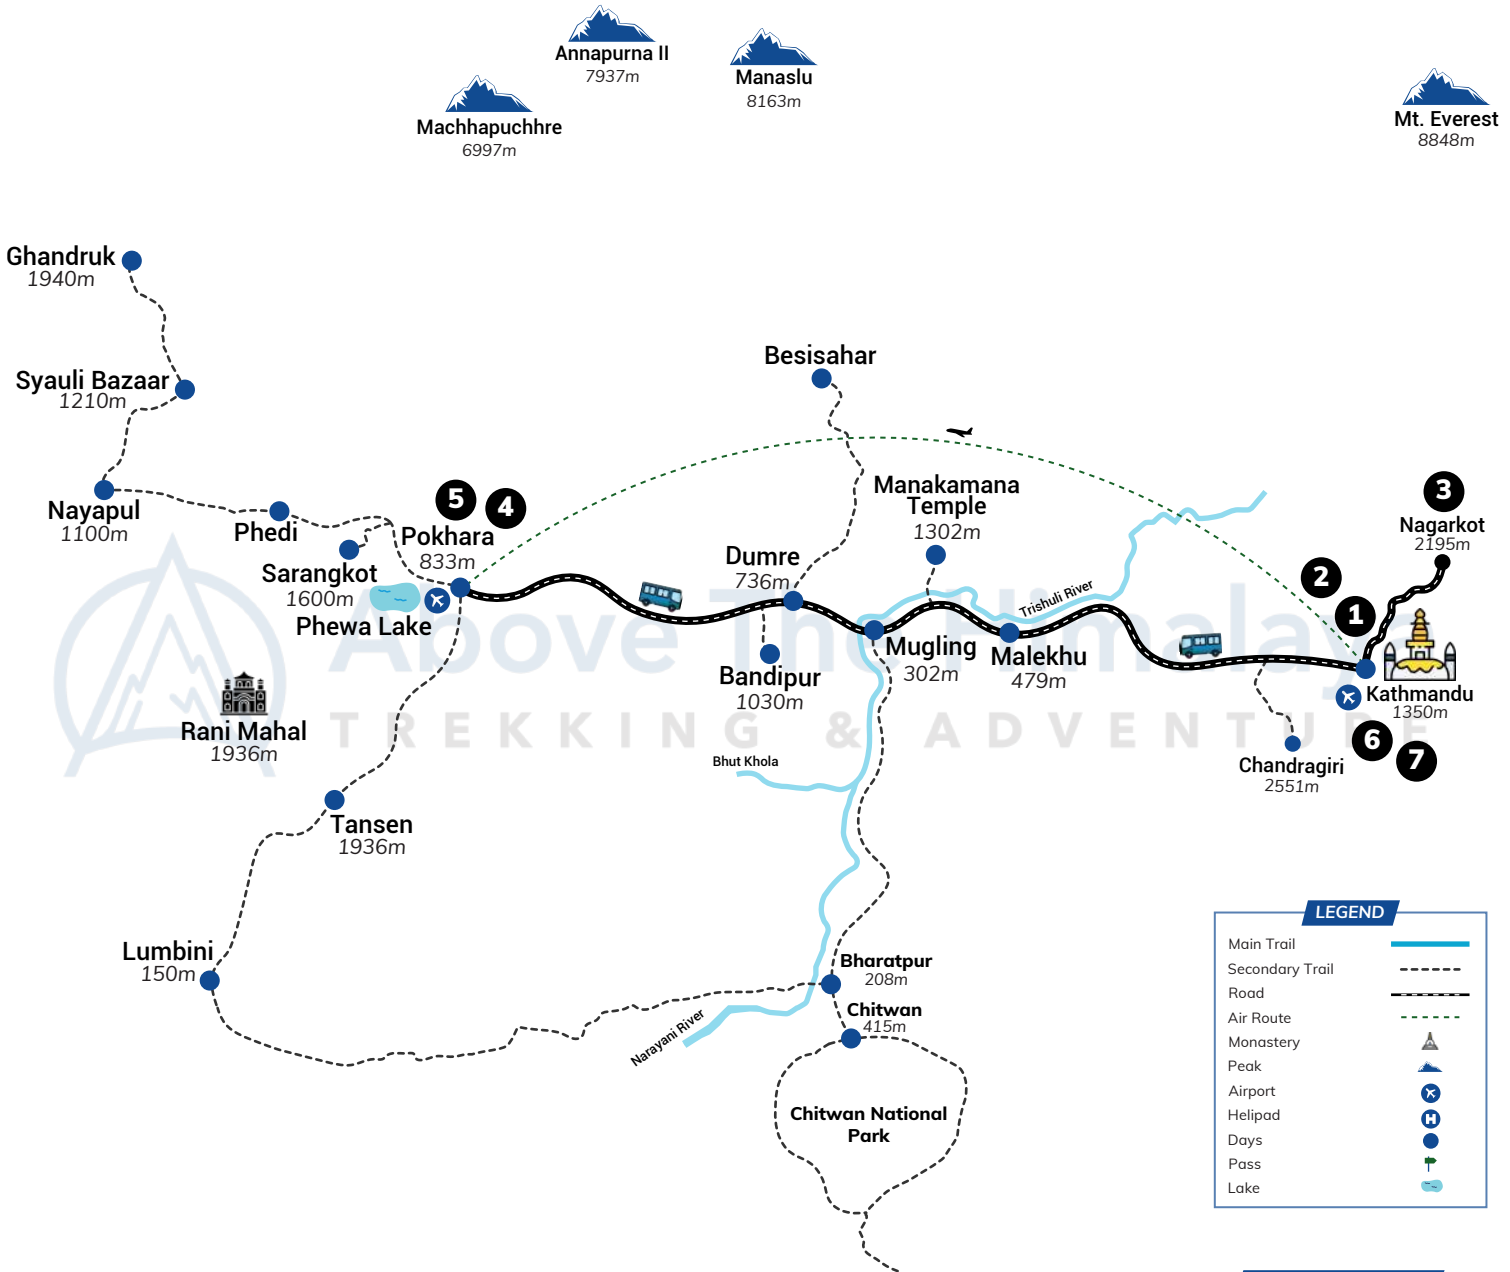 Annapurna II
7937m
Manaslu
8163m
Machhapuchhre
6997m
Mt. Everest
8848m
Ghandruk
1940m
Syauli Bazaar
1210m
Nayapul
1100m
Phedi
Sarangkot
1600m
5
4
Pokhara
833m
Phewa Lake
Besisahar
Manakamana
Temple
1302m
Dumre
736m
Trishuli River
3
Nagarkot
2195m
2
1
Mugling
302m
Malekhu
479m
Bandipur
1030m
Kathmandu
1350m
6
7
Chandragiri
2551m
Above The Himalaya
TREKKING & ADVENTURE
Rani Mahal
1936m
Bhut Khola
Tansen
1936m
Lumbini
150m
Bharatpur
208m
Chitwan
415m
Narayani River
Chitwan National
Park
LEGEND
Main Trail
Secondary Trail
Road
Air Route
Monastery
Peak
Airport
Helipad
H
Days
Pass
Lake